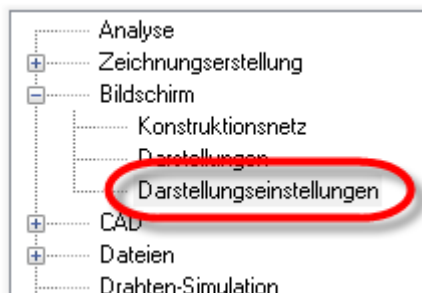 Analyse
Zeichnungserstellung
Bildschirm
Konstruktionsnetz
Darstellungen
Darstellungseinstellungen
CAD
Dateien
Drahten-Simulation